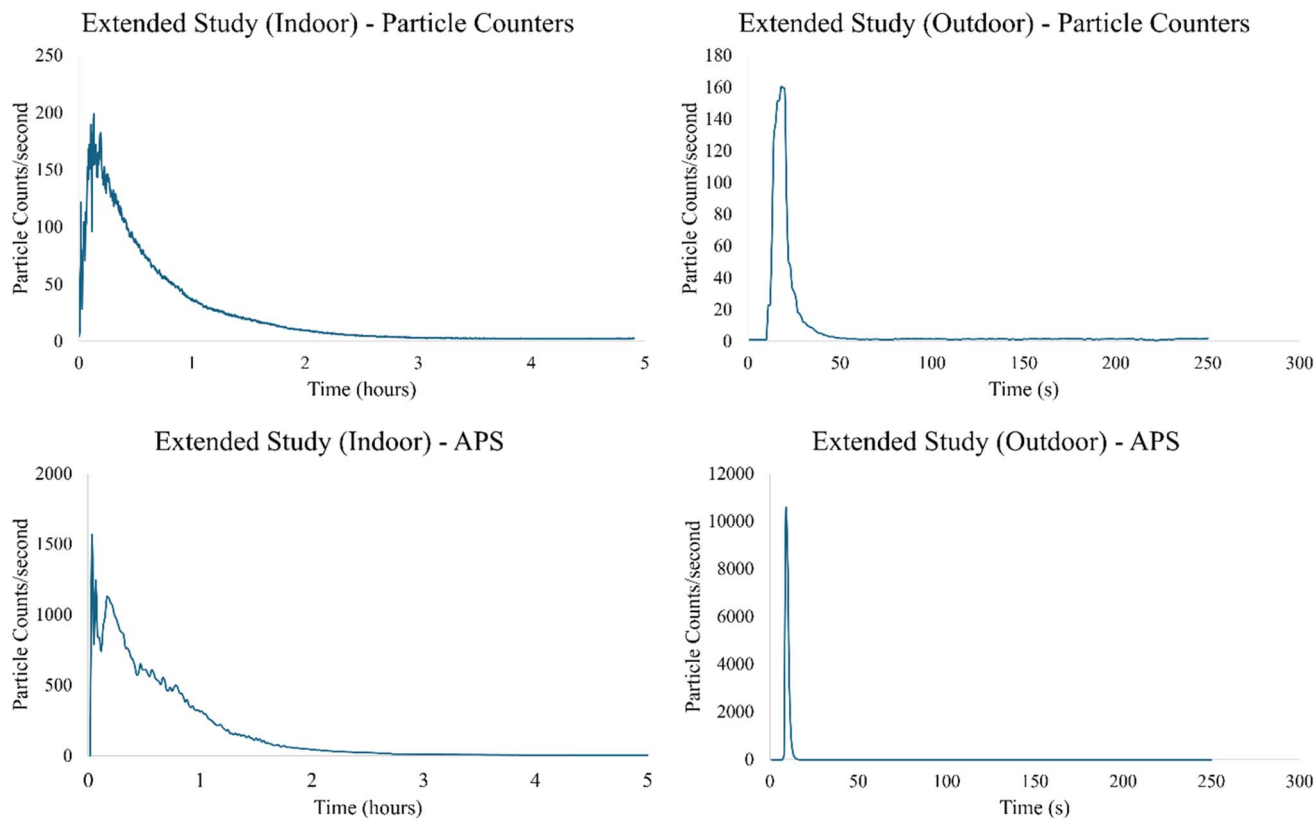 Extended Study (Indoor) - Particle Counters
250
200
150
100
50
0
Particle Counts/second
0 1 2 3 4 5
Time (hours)
Extended Study (Outdoor) - Particle Counters
180
160
140
120
100
80
60
40
20
0
Particle Counts/second
0 50 100 150 200 250 300
Time (s)
Extended Study (Indoor) - APS
2000
1500
1000
500
0
Particle Counts/second
0 1 2 3 4 5
Time (hours)
Extended Study (Outdoor) - APS
12000
10000
8000
6000
4000
2000
0
Particle Counts/second
0 50 100 150 200 250 300
Time (s)